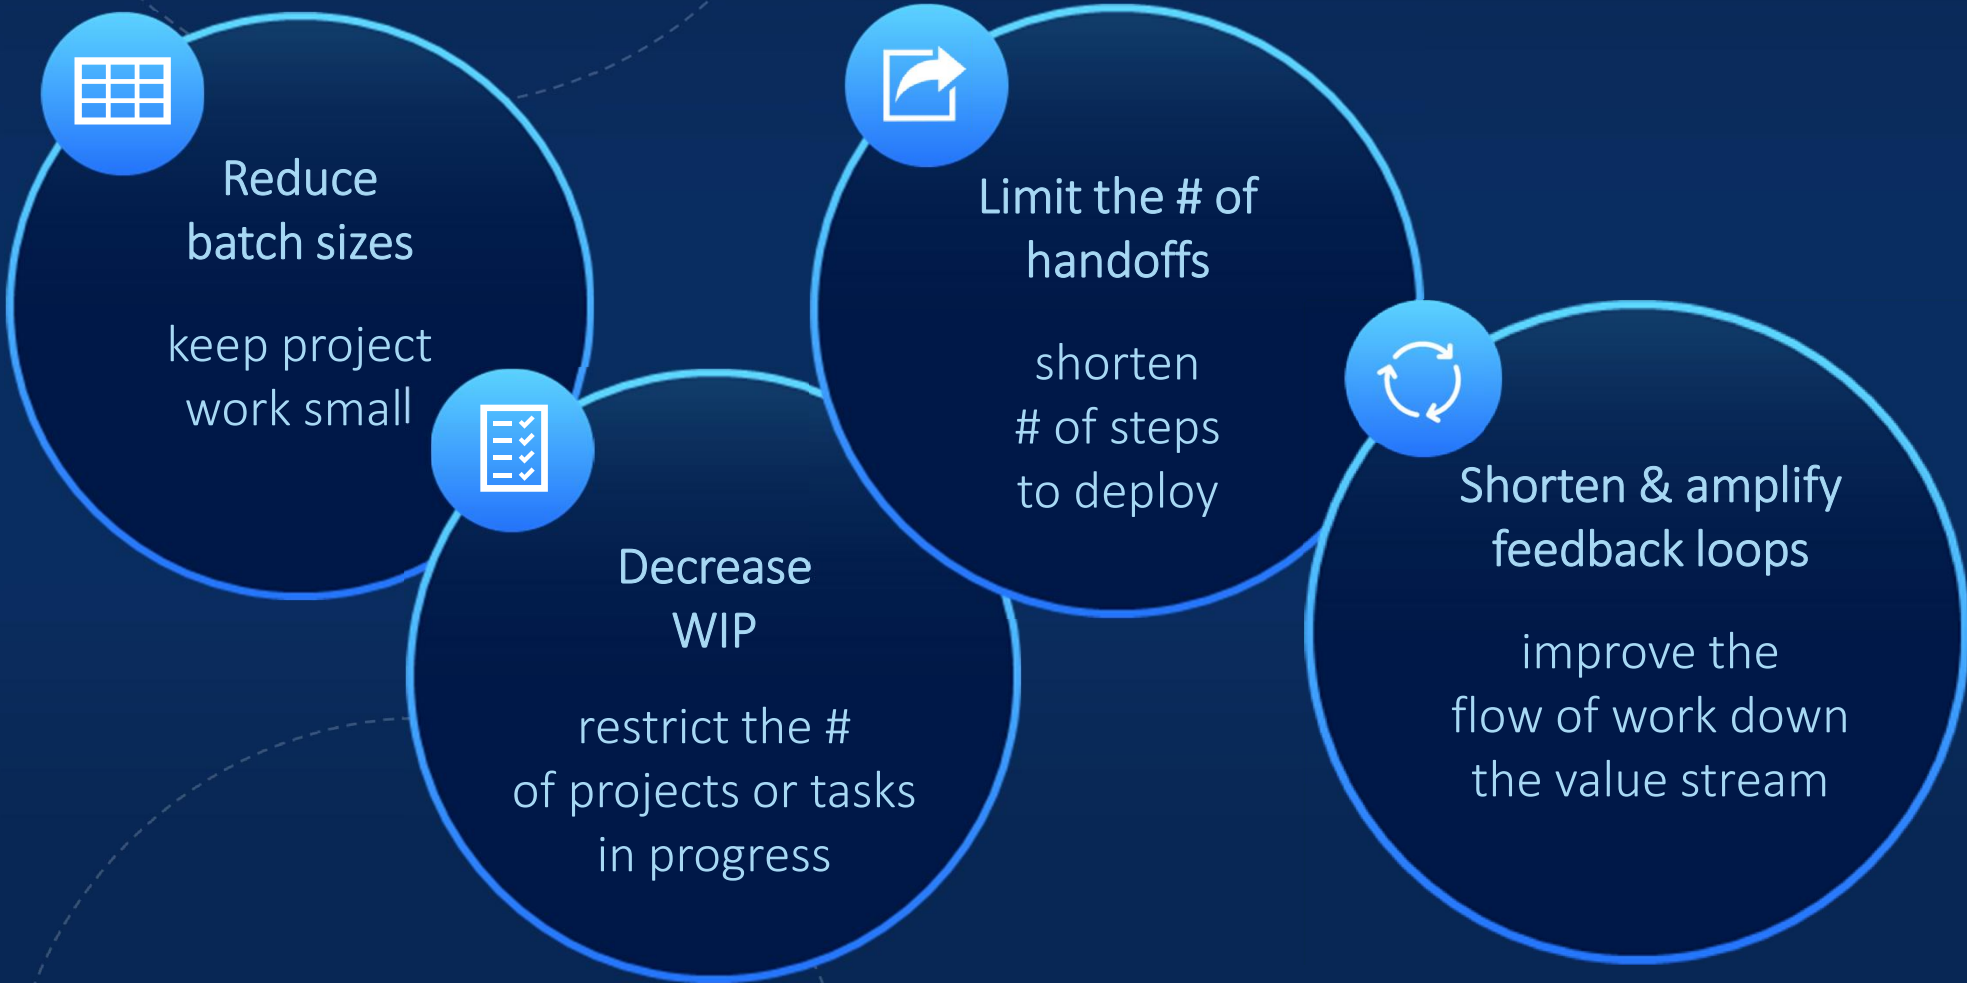 Reduce
batch sizes
keep project
work small
Decrease
WIP
restrict the #
of projects or tasks
in progress
Limit the # of
handoffs
shorten
# of steps
to deploy
Shorten & amplify
feedback loops
improve the
flow of work down
the value stream